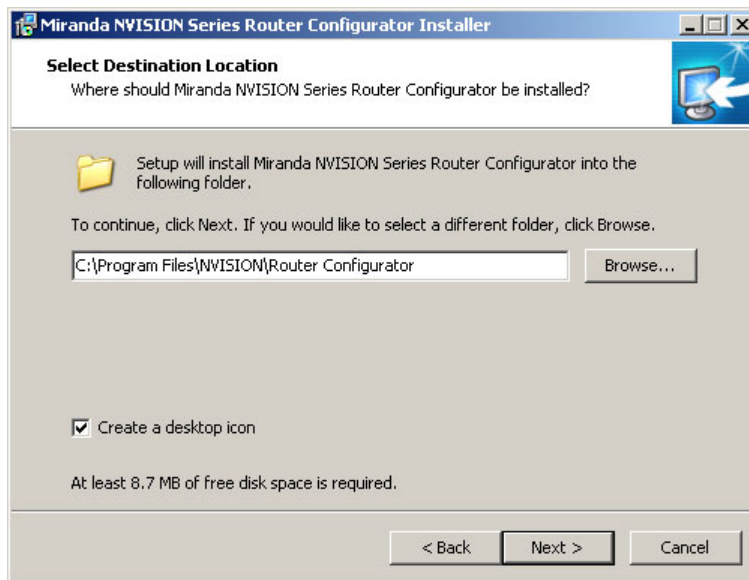 Miranda NVISION Series Router Configurator Installer
Select Destination Location
Where should Miranda NVISION Series Router Configurator be installed?
Setup will install Miranda NVISION Series Router Configurator into the
following folder.
To continue, click Next. If you would like to select a different folder, click Browse.
C:\Program Files\NVISION\Router Configurator
Browse...
Create a desktop icon
At least 8.7 MB of free disk space is required.
< Back
Next >
Cancel